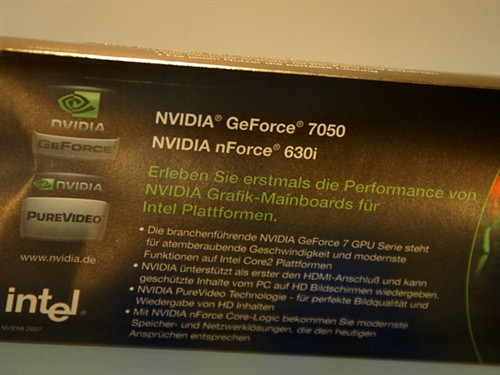 NVIDIA
GEFORCE
NVIDIA
PUREVIDEO™
www.nvidia.de
intel
NVIDIA 2007
NVIDIA® GeForce® 7050
NVIDIA nForce® 630i
Erleben Sie erstmals die Performance von
NVIDIA Grafik-Mainboards für
Intel Plattformen.
• Die branchenführende NVIDIA GeForce 7 GPU Serie steht
für atemberaubende Geschwindigkeit und modernste
Funktionen auf Intel Core2 Plattformen
• NVIDIA ünterstützt als erster den HDMI-Anschluß und kann
geschützte Inhalte vom PC auf HD Bildschirmen wiedergeben.
• NVIDIA PureVideo Technologie - für perfekte Bildqualität und
Wiedergabe von HD Inhalten
• Mit NVIDIA nForce Core-Logic bekommen Sie modernste
Speicher- und Netzwerklösungen, die den heutigen
Ansprüchen entsprechen